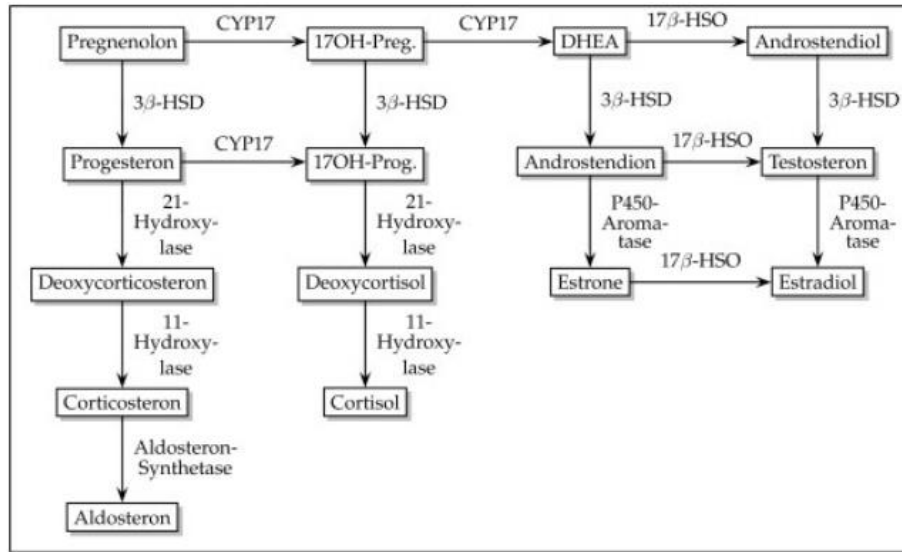 CYP17
CYP17
17β-HSO
Pregnenolon
17OH-Preg.
DHEA
Androstendiol
3β-HSD
3β-HSD
3β-HSD
3β-HSD
CYP17
17β-HSO
Progesteron
17OH-Prog.
Androstendion
Testosteron
21-
Hydroxy-
lase
21-
Hydroxy-
lase
P450-
Aroma-
tase
P450-
Aroma-
tase
17β-HSO
Deoxycorticosteron
Deoxycortisol
Estrone
Estradiol
11-
Hydroxy-
lase
11-
Hydroxy-
lase
Corticosteron
Cortisol
Aldosteron-
Synthetase
Aldosteron